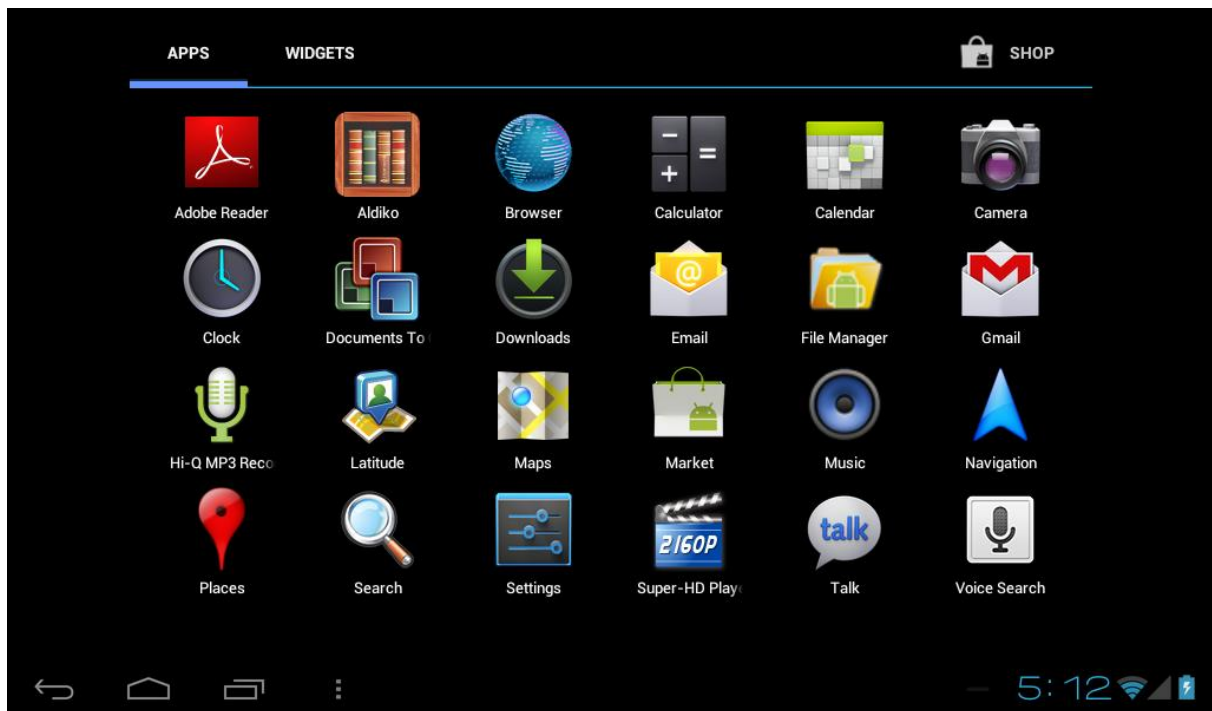 APPS WIDGETS SHOP
Adobe Reader Aldiko Browser Calculator Calendar Camera
Clock Documents To Downloads Email File Manager Gmail
Hi-Q MP3 Reco Latitude Maps Market Music Navigation
2160P talk
Places Search Settings Super-HD Playe Talk Voice Search
5:12